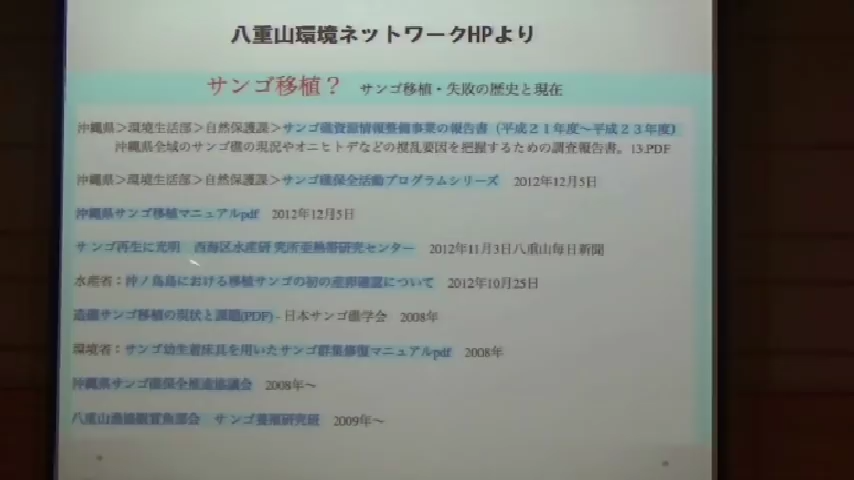 八重山環境ネットワークHPより
サンゴ移植？ サンゴ移植・失敗の歴史と現在
沖縄県＞環境生活部＞自然保護課＞サンゴ礁資源情報整備事業の報告書（平成２１年度〜平成２３年度）
沖縄県全域のサンゴ礁の現況やオニヒトデなどの撹乱要因を把握するための調査報告書。13.PDF
沖縄県＞環境生活部＞自然保護課＞サンゴ礁保全活動プログラムシリーズ 2012年12月5日
沖縄県サンゴ移植マニュアルpdf 2012年12月5日
サンゴ再生に光明 西海区水産研究所亜熱帯研究センター 2012年11月3日八重山毎日新聞
水産省：沖ノ鳥島における移植サンゴの初の産卵確認について 2012年10月25日
造礁サンゴ移植の現状と課題(PDF) - 日本サンゴ礁学会 2008年
環境省：サンゴ幼生着床具を用いたサンゴ群集修復マニュアルpdf 2008年
沖縄県サンゴ礁保全推進協議会 2008年〜
八重山漁協観賞魚部会 サンゴ養殖研究班 2009年〜